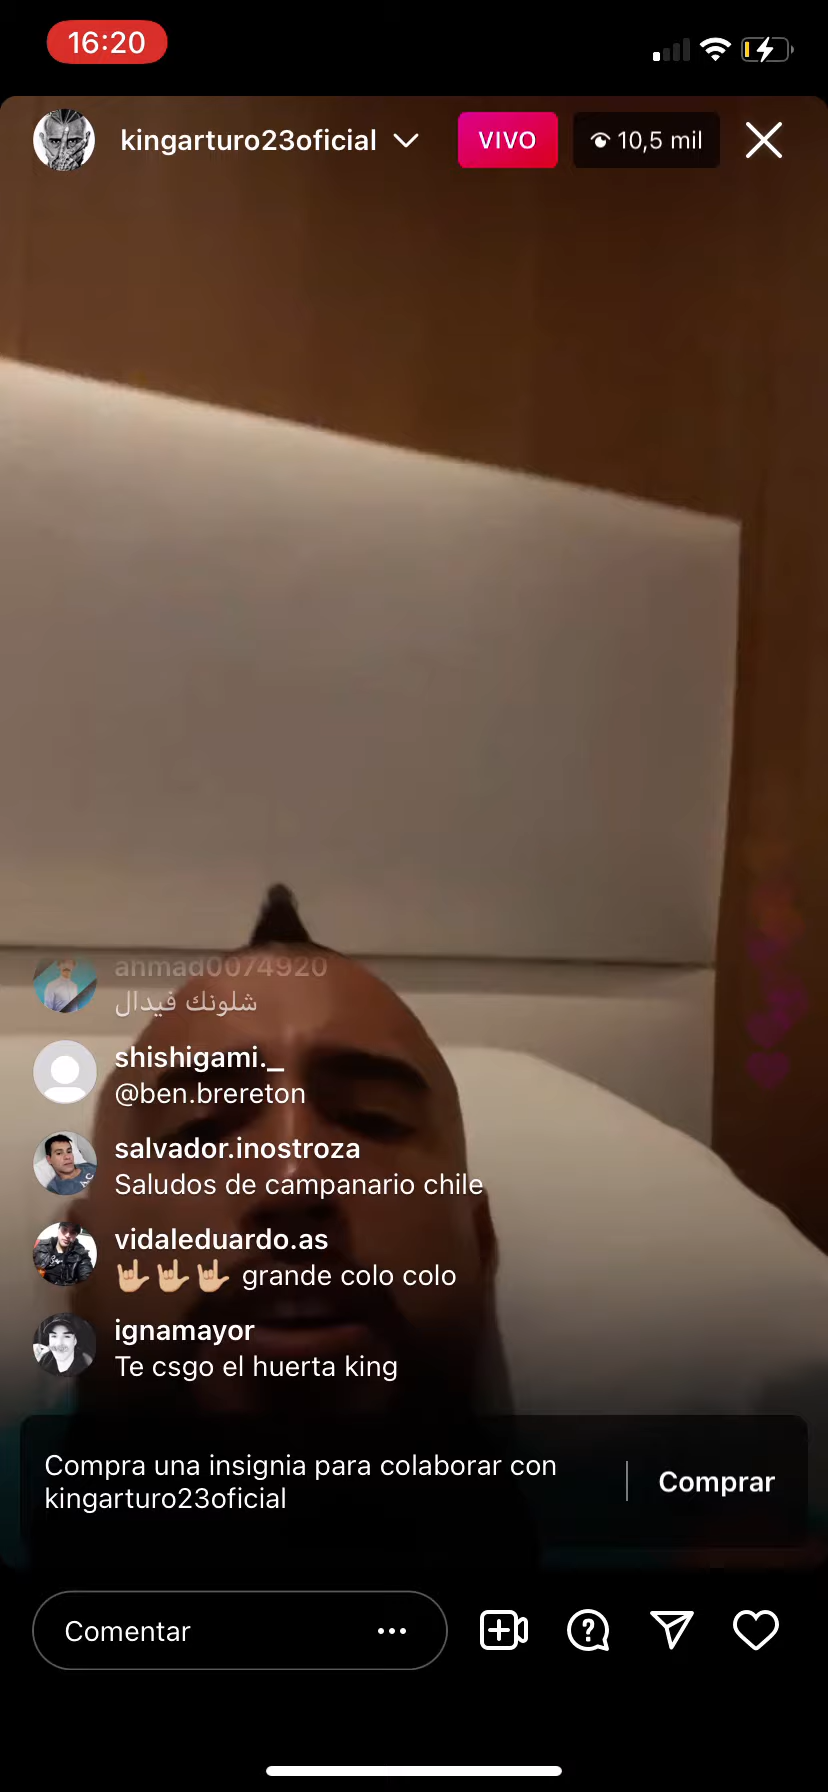 16:20
kingarturo23oficial
VIVO
10,5 mil
anmad0074920
شلونك فيدال
shishigami._
@ben.brereton
salvador.inostroza
Saludos de campanario chile
vidaleduardo.as
🤟🏼🤟🏼🤟🏼 grande colo colo
ignamayor
Te csgo el huerta king
Compra una insignia para colaborar con
kingarturo23oficial
Comprar
Comentar